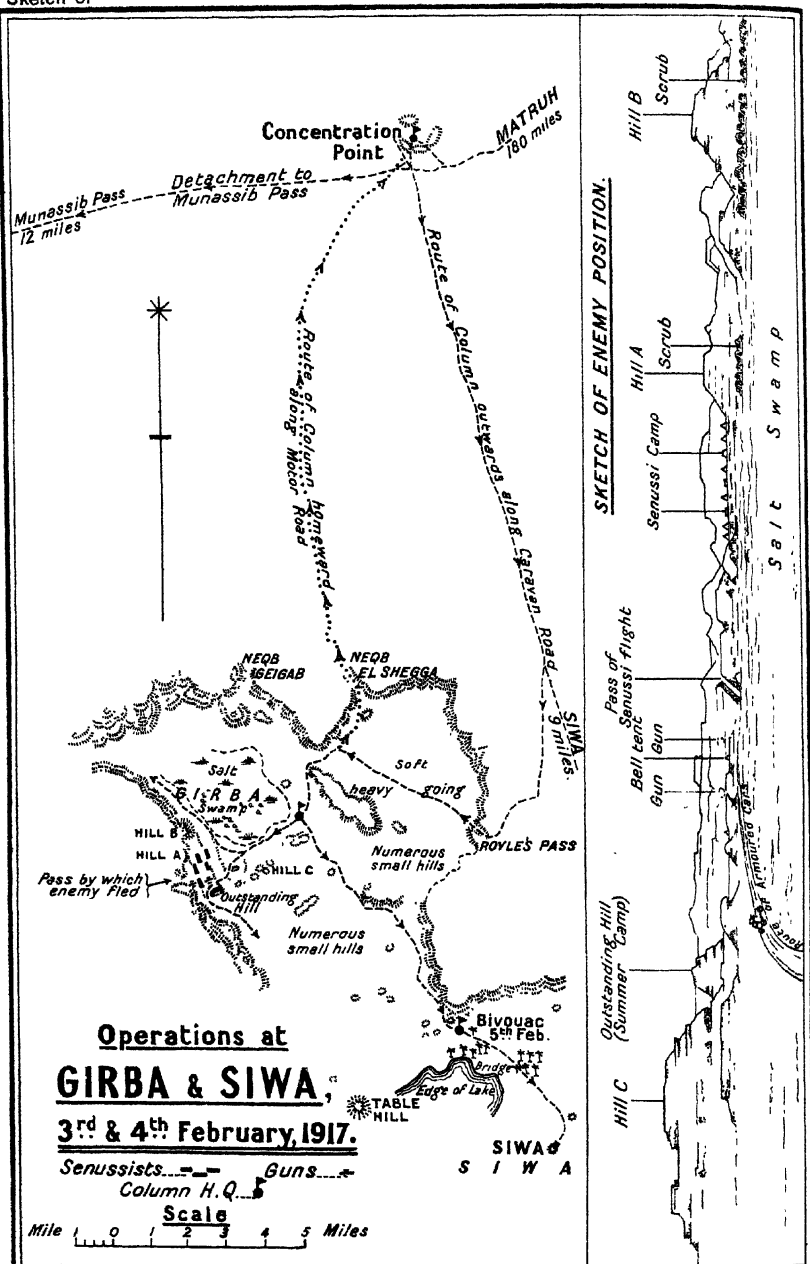 Sketch of
Concentration
Point
MATRUH
180 miles
Detachment to
Munassib Pass
Munassib Pass
12 miles
Route of Column outwards along Caravan Road
Route of Column homeward
along Motor Road
SIWA
9 miles.
NEQB
IGEIGAB
NEQB
EL SHEGGA
Salt
GIRBA
Swamp
heavy
Soft
going
HILL B
HILL A
HILL C
Pass by which
enemy fled
Outstanding
Hill
Numerous
small hills
ROYLE'S PASS
Numerous
small hills
Bivouac
5th Feb.
Bridge
Edge of Lake
TABLE
HILL
SIWA
SIWA
Operations at
GIRBA & SIWA,
3rd & 4th February, 1917.
Senussists Guns
Column H.Q.
Scale
Mile 1 0 1 2 3 4 5 Miles
SKETCH OF ENEMY POSITION.
Hill C
Outstanding Hill
(Summer Camp)
Gun
Bell tent
Gun
Pass of
Senussi flight
Senussi Camp
Hill A
Scrub
Hill B
Scrub
Salt Swamp
Route
of Armoured Cars